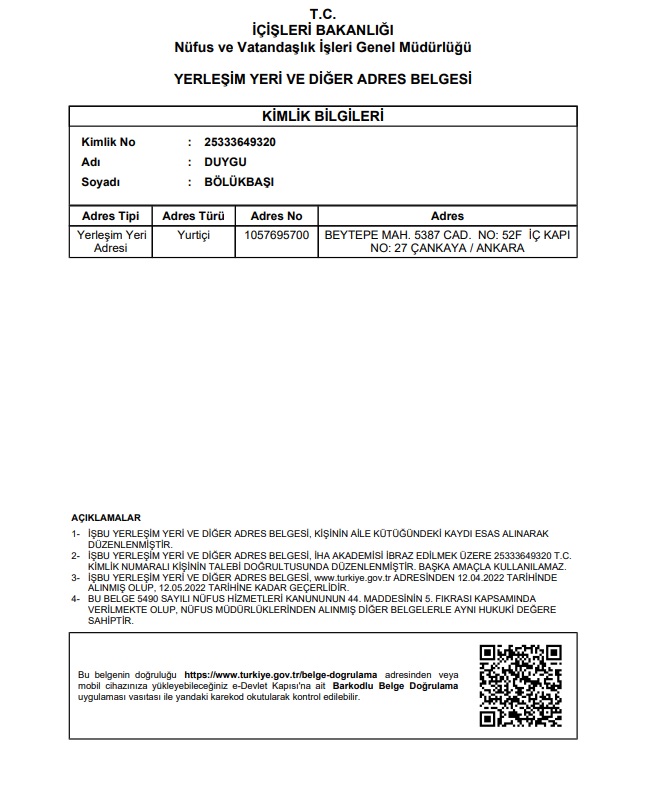 T.C.
İÇİŞLERİ BAKANLIĞI
Nüfus ve Vatandaşlık İşleri Genel Müdürlüğü
YERLEŞİM YERİ VE DİĞER ADRES BELGESİ
KİMLİK BİLGİLERİ
Kimlik No : 25333649320
Adı : DUYGU
Soyadı : BÖLÜKBAŞI
Adres Tipi Adres Türü Adres No Adres
Yerleşim Yeri Yurtiçi 1057695700 BEYTEPE MAH. 5387 CAD. NO: 52F İÇ KAPI
Adresi NO: 27 ÇANKAYA / ANKARA
AÇIKLAMALAR
1- İŞBU YERLEŞİM YERİ VE DİĞER ADRES BELGESİ, KİŞİNİN AİLE KÜTÜĞÜNDEKİ KAYDI ESAS ALINARAK
DÜZENLENMİŞTİR.
2- İŞBU YERLEŞİM YERİ VE DİĞER ADRES BELGESİ, İHA AKADEMİSİ İBRAZ EDİLMEK ÜZERE 25333649320 T.C.
KİMLİK NUMARALI KİŞİNİN TALEBİ DOĞRULTUSUNDA DÜZENLENMİŞTİR. BAŞKA AMAÇLA KULLANILAMAZ.
3- İŞBU YERLEŞİM YERİ VE DİĞER ADRES BELGESİ, www.turkiye.gov.tr ADRESİNDEN 12.04.2022 TARİHİNDE
ALINMIŞ OLUP, 12.05.2022 TARİHİNE KADAR GEÇERLİDİR.
4- BU BELGE 5490 SAYILI NÜFUS HİZMETLERİ KANUNUNUN 44. MADDESİNİN 5. FIKRASI KAPSAMINDA
VERİLMEKTE OLUP, NÜFUS MÜDÜRLÜKLERİNDEN ALINMIŞ DİĞER BELGELERLE AYNI HUKUKİ DEĞERE
SAHİPTİR.
Bu belgenin doğruluğu https://www.turkiye.gov.tr/belge-dogrulama adresinden veya
mobil cihazınıza yükleyebileceğiniz e-Devlet Kapısı'na ait Barkodlu Belge Doğrulama
uygulaması vasıtası ile yandaki karekod okutularak kontrol edilebilir.